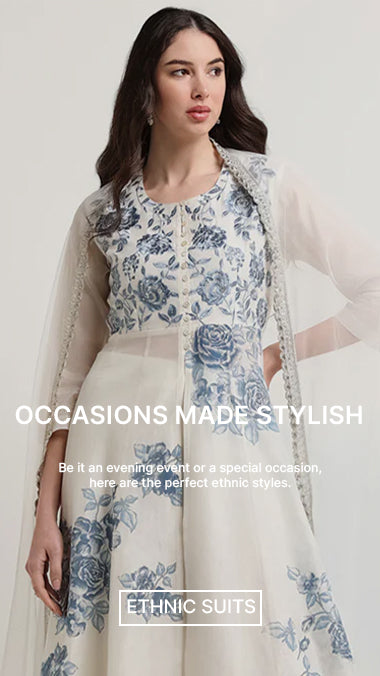 OCCASIONS MADE STYLISH
Be it an evening event or a special occasion,
here are the perfect ethnic styles.
ETHNIC SUITS